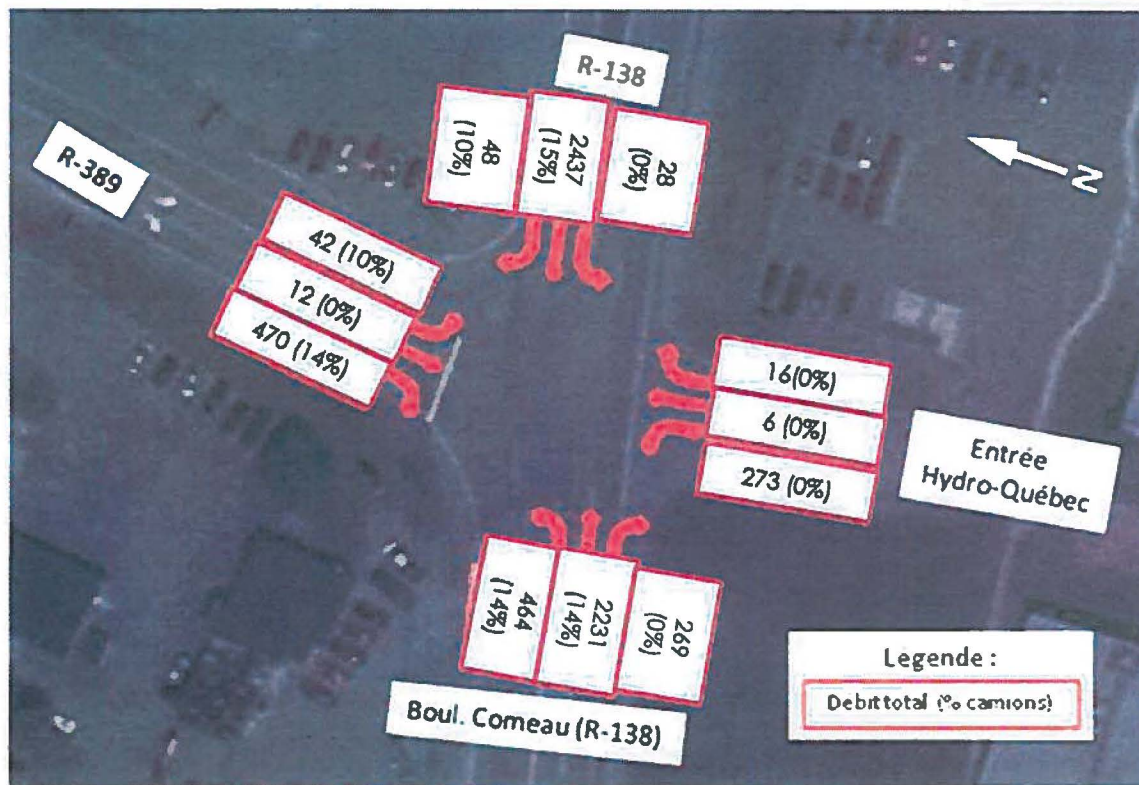 R-138
48
(10%)
2437
(15%)
28
(0%)
R-389
N
42 (10%)
12 (0%)
470 (14%)
16(0%)
6 (0%)
273 (0%)
Entrée
Hydro-Québec
464
(14%)
2231
(14%)
269
(0%)
Boul. Comeau (R-138)
Legende :
Debit total (% camions)